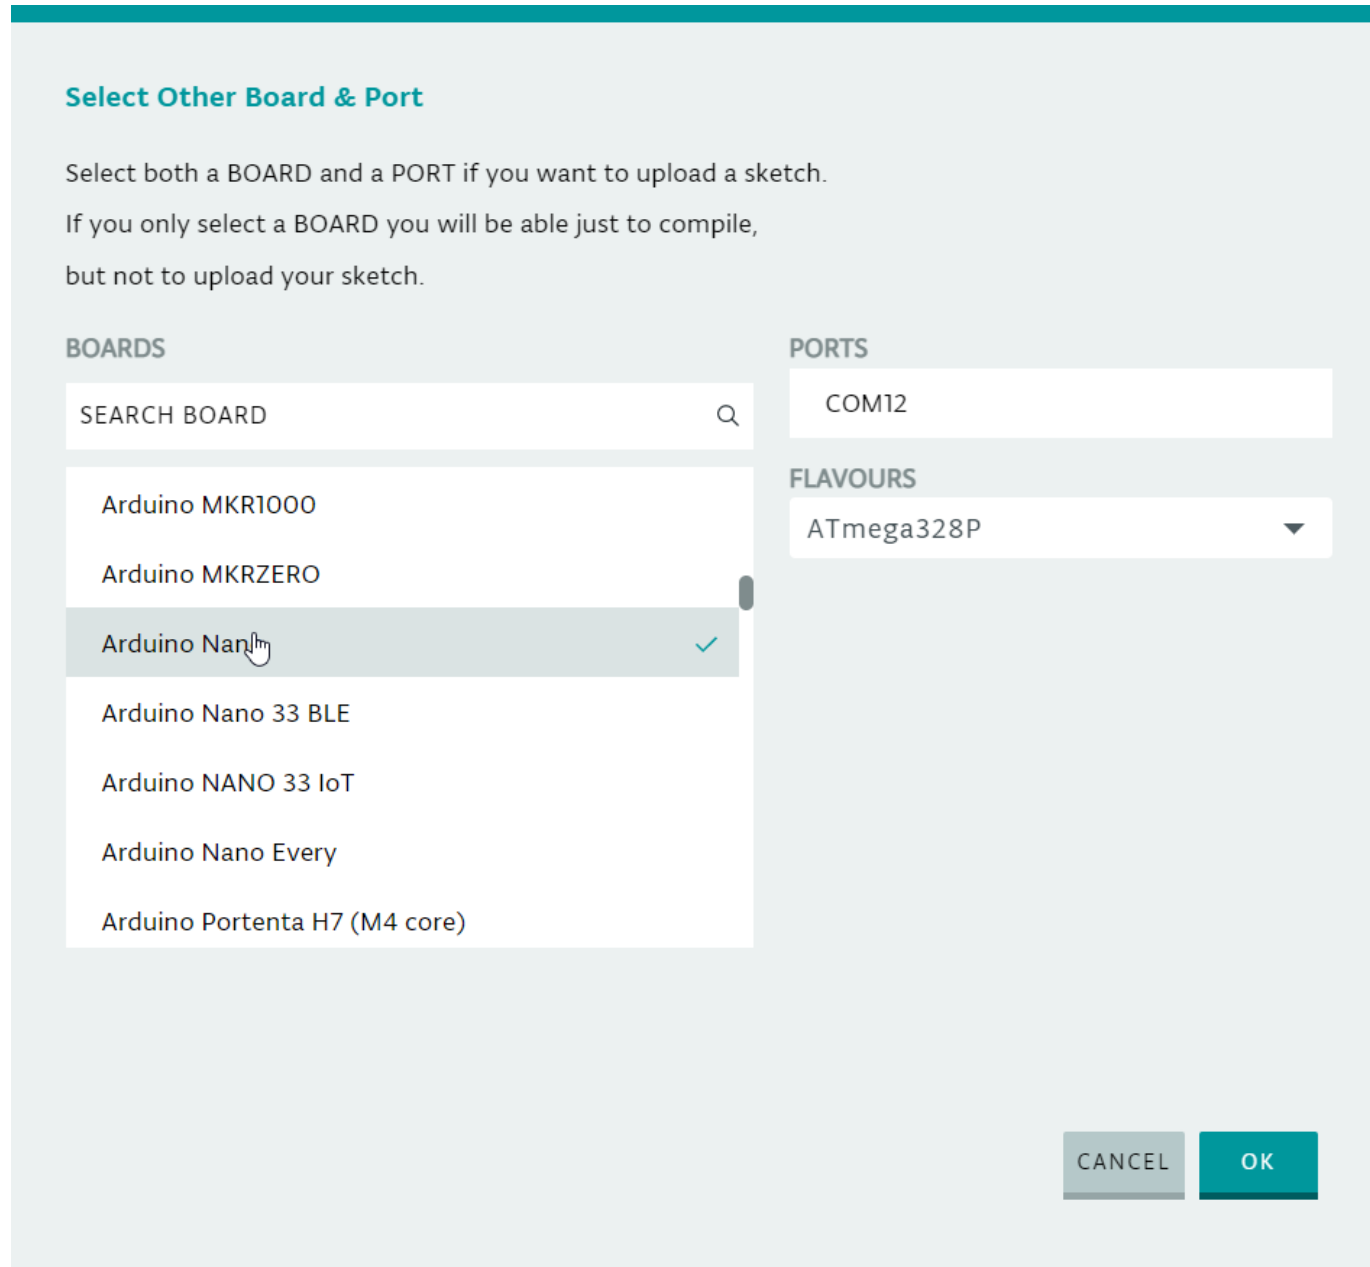 Select Other Board & Port
Select both a BOARD and a PORT if you want to upload a sketch.
If you only select a BOARD you will be able just to compile,
but not to upload your sketch.
BOARDS
SEARCH BOARD
Arduino MKR1000
Arduino MKRZERO
Arduino Nan
Arduino Nano 33 BLE
Arduino NANO 33 IoT
Arduino Nano Every
Arduino Portenta H7 (M4 core)
PORTS
COM12
FLAVOURS
ATmega328P
CANCEL
OK